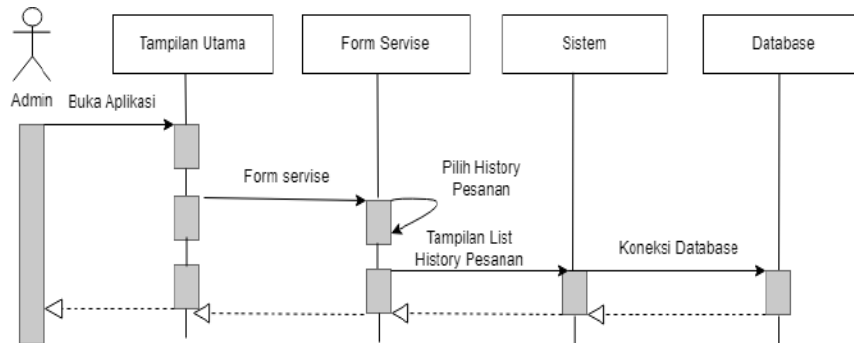 Tampilan Utama
Form Servise
Sistem
Database
Admin
Buka Aplikasi
Form servise
Pilih History
Pesanan
Tampilan List
History Pesanan
Koneksi Database